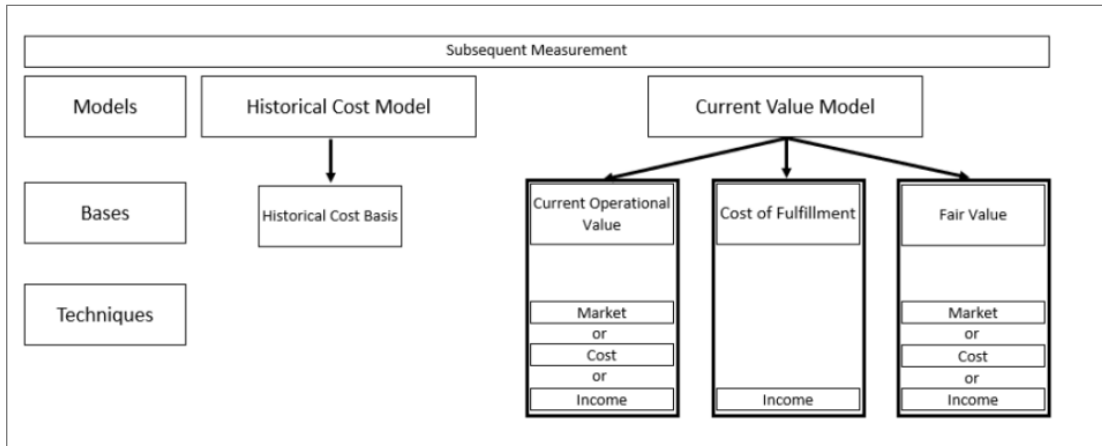 Subsequent Measurement
Models
Historical Cost Model
Current Value Model
Bases
Historical Cost Basis
Current Operational
Value
Cost of Fulfillment
Fair Value
Techniques
Market
or
Cost
or
Income
Income
Market
or
Cost
or
Income